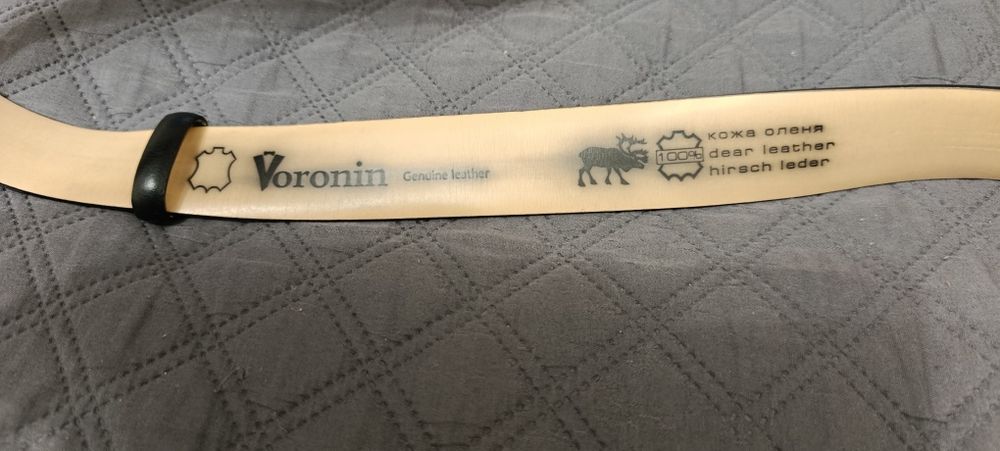 Voronin Genuine leather
100%
кожа оленя
dear leather
hirsch leder